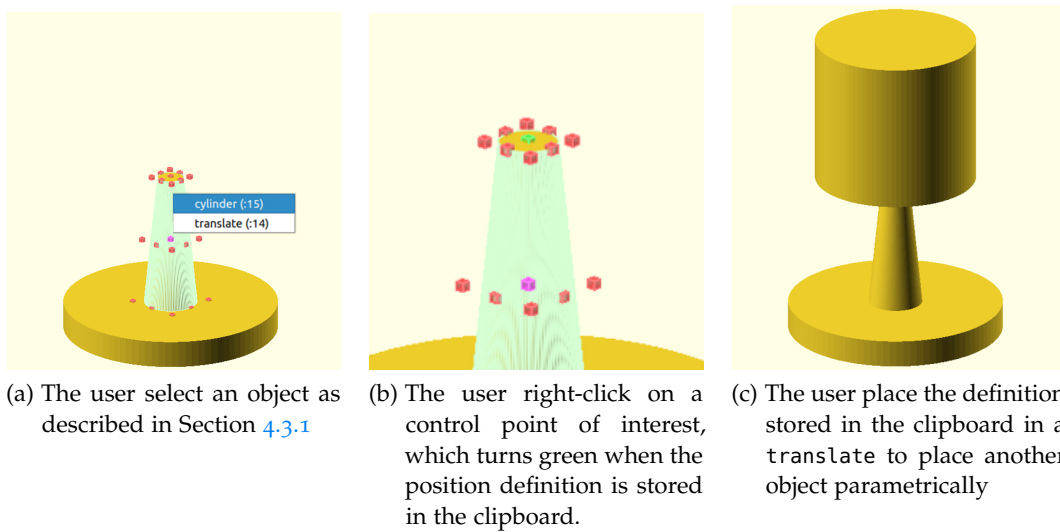 cylinder (:15)
translate (:14)
(a) The user select an object as
described in Section 4.3.1
(b) The user right-click on a
control point of interest,
which turns green when the
position definition is stored
in the clipboard.
(c) The user place the definition
stored in the clipboard in a
translate to place another
object parametrically